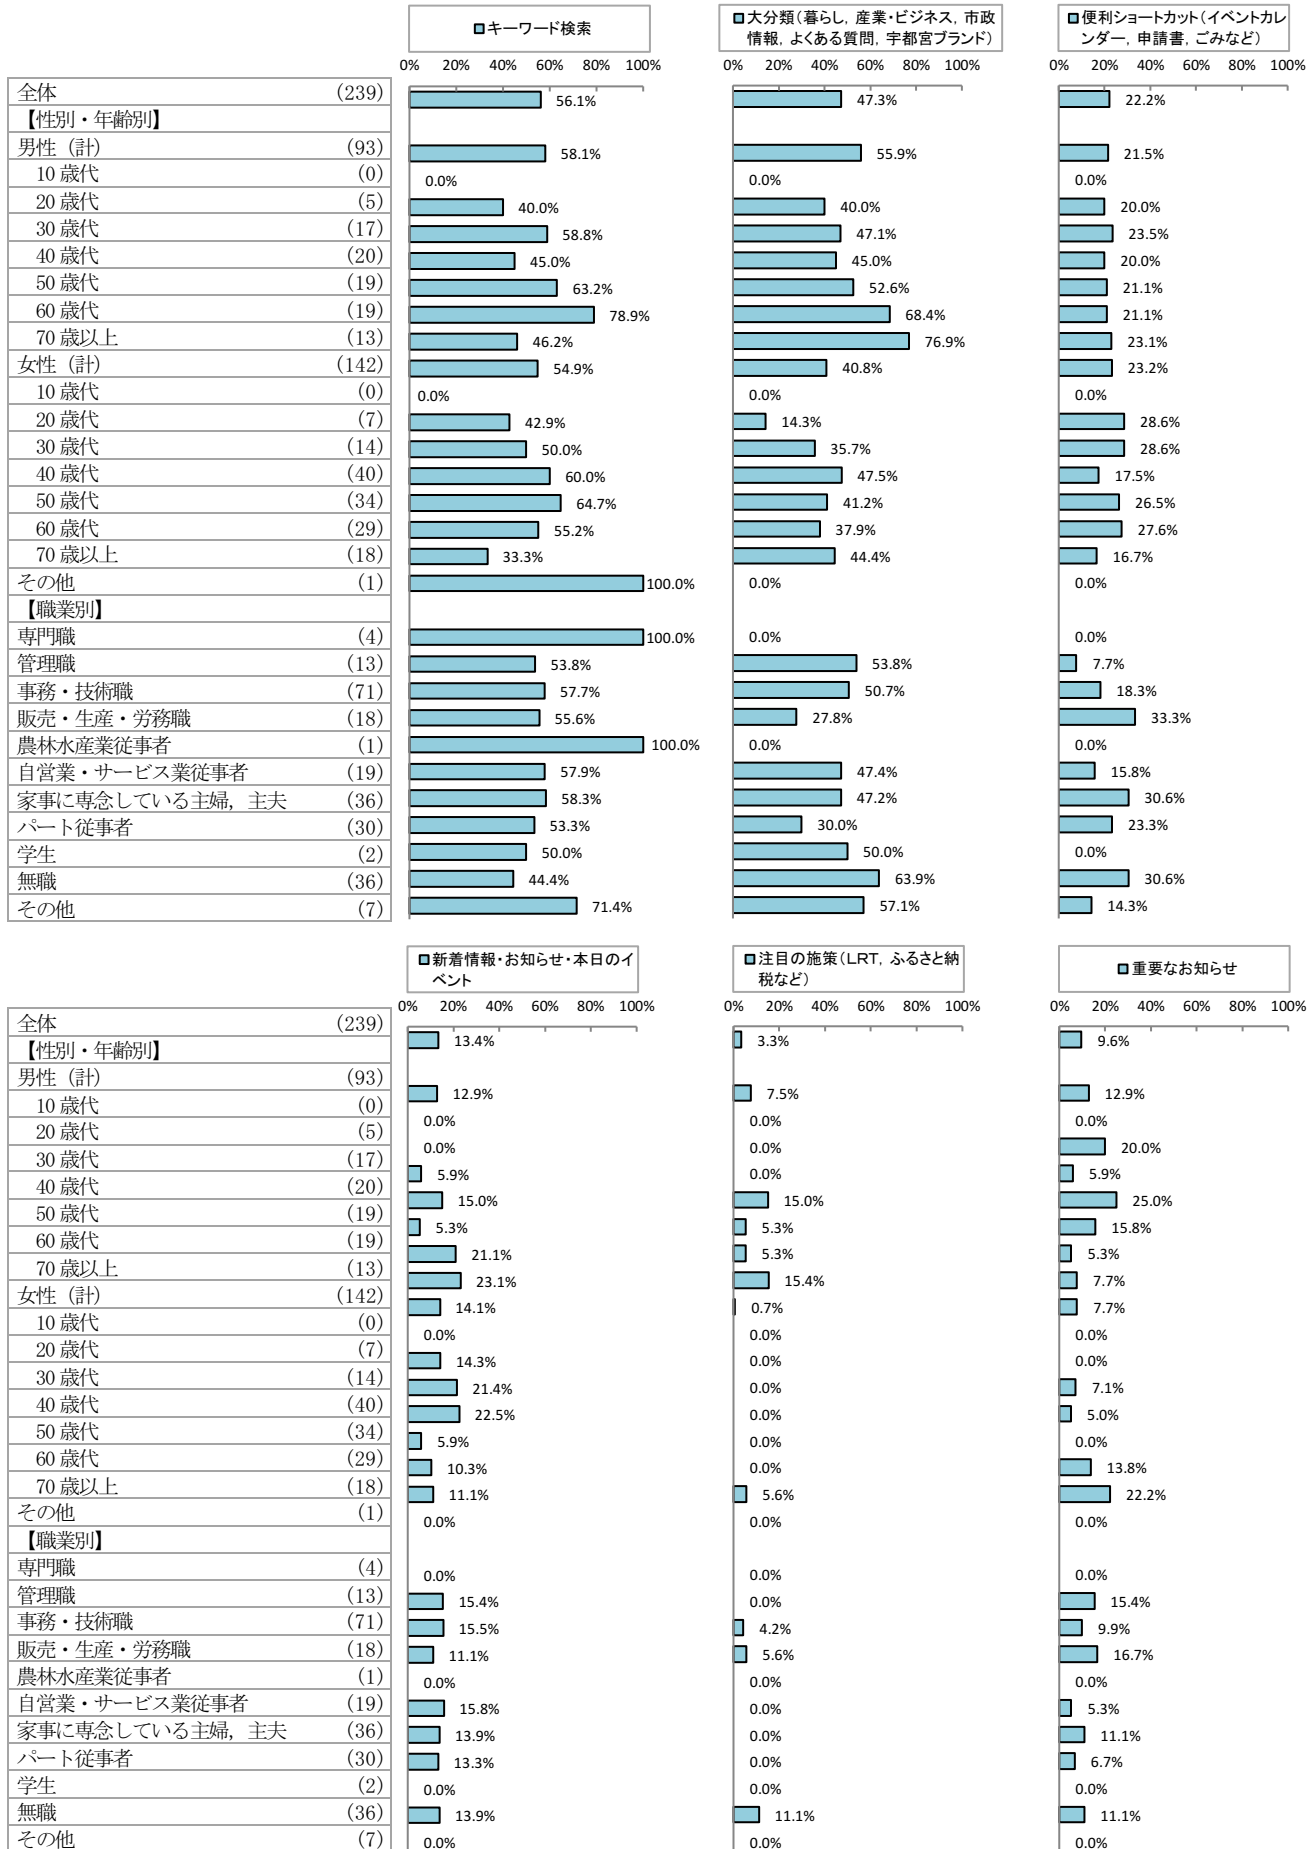 キーワード検索
大分類(暮らし, 産業・ビジネス, 市政
情報, よくある質問, 宇都宮ブランド)
便利ショートカット(イベントカレ
ンダー, 申請書, ごみなど)
0% 20% 40% 60% 80% 100% 0% 20% 40% 60% 80% 100% 0% 20% 40% 60% 80% 100%
全体 (239) 56.1% 47.3% 22.2%
【性別・年齢別】
男性（計） (93) 58.1% 55.9% 21.5%
10歳代 (0) 0.0% 0.0% 0.0%
20歳代 (5) 40.0% 40.0% 20.0%
30歳代 (17) 58.8% 47.1% 23.5%
40歳代 (20) 45.0% 45.0% 20.0%
50歳代 (19) 63.2% 52.6% 21.1%
60歳代 (19) 78.9% 68.4% 21.1%
70歳以上 (13) 46.2% 76.9% 23.1%
女性（計） (142) 54.9% 40.8% 23.2%
10歳代 (0) 0.0% 0.0% 0.0%
20歳代 (7) 42.9% 14.3% 28.6%
30歳代 (14) 50.0% 35.7% 28.6%
40歳代 (40) 60.0% 47.5% 17.5%
50歳代 (34) 64.7% 41.2% 26.5%
60歳代 (29) 55.2% 37.9% 27.6%
70歳以上 (18) 33.3% 44.4% 16.7%
その他 (1) 100.0% 0.0% 0.0%
【職業別】
専門職 (4) 100.0% 0.0% 0.0%
管理職 (13) 53.8% 53.8% 7.7%
事務・技術職 (71) 57.7% 50.7% 18.3%
販売・生産・労務職 (18) 55.6% 27.8% 33.3%
農林水産業従事者 (1) 100.0% 0.0% 0.0%
自営業・サービス業従事者 (19) 57.9% 47.4% 15.8%
家事に専念している主婦，主夫 (36) 58.3% 47.2% 30.6%
パート従事者 (30) 53.3% 30.0% 23.3%
学生 (2) 50.0% 50.0% 0.0%
無職 (36) 44.4% 63.9% 30.6%
その他 (7) 71.4% 57.1% 14.3%
新着情報・お知らせ・本日のイ
ベント
注目の施策(LRT, ふるさと納
税など)
重要なお知らせ
0% 20% 40% 60% 80% 100% 0% 20% 40% 60% 80% 100% 0% 20% 40% 60% 80% 100%
全体 (239) 13.4% 3.3% 9.6%
【性別・年齢別】
男性（計） (93) 12.9% 7.5% 12.9%
10歳代 (0) 0.0% 0.0% 0.0%
20歳代 (5) 0.0% 0.0% 20.0%
30歳代 (17) 5.9% 0.0% 5.9%
40歳代 (20) 15.0% 15.0% 25.0%
50歳代 (19) 5.3% 5.3% 15.8%
60歳代 (19) 21.1% 5.3% 5.3%
70歳以上 (13) 23.1% 15.4% 7.7%
女性（計） (142) 14.1% 0.7% 7.7%
10歳代 (0) 0.0% 0.0% 0.0%
20歳代 (7) 14.3% 0.0% 0.0%
30歳代 (14) 21.4% 0.0% 7.1%
40歳代 (40) 22.5% 0.0% 5.0%
50歳代 (34) 5.9% 0.0% 0.0%
60歳代 (29) 10.3% 0.0% 13.8%
70歳以上 (18) 11.1% 5.6% 22.2%
その他 (1) 0.0% 0.0% 0.0%
【職業別】
専門職 (4) 0.0% 0.0% 0.0%
管理職 (13) 15.4% 0.0% 15.4%
事務・技術職 (71) 15.5% 4.2% 9.9%
販売・生産・労務職 (18) 11.1% 5.6% 16.7%
農林水産業従事者 (1) 0.0% 0.0% 0.0%
自営業・サービス業従事者 (19) 15.8% 0.0% 5.3%
家事に専念している主婦，主夫 (36) 13.9% 0.0% 11.1%
パート従事者 (30) 13.3% 0.0% 6.7%
学生 (2) 0.0% 0.0% 0.0%
無職 (36) 13.9% 11.1% 11.1%
その他 (7) 0.0% 0.0% 0.0%